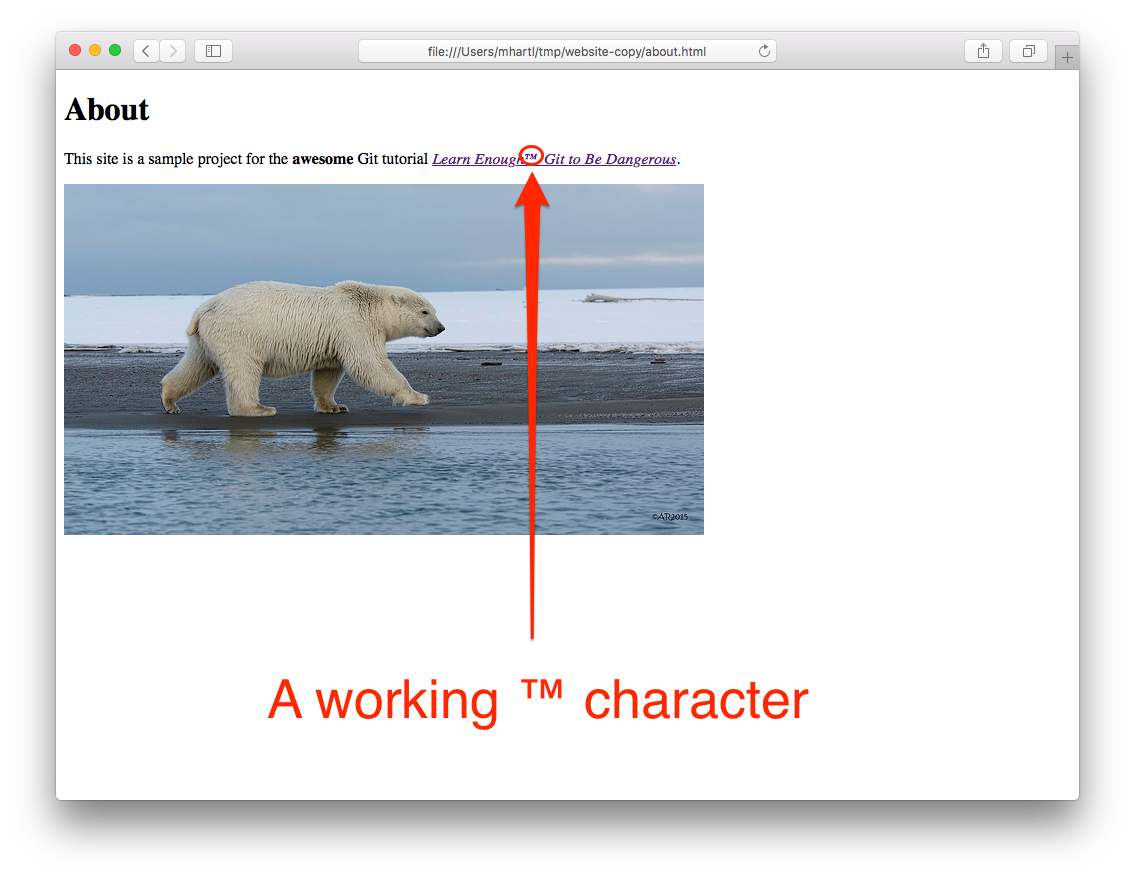 file:///Users/mhartl/tmp/website-copy/about.html
About
This site is a sample project for the awesome Git tutorial Learn Enough™ Git to Be Dangerous.
©AR2015
A working ™ character